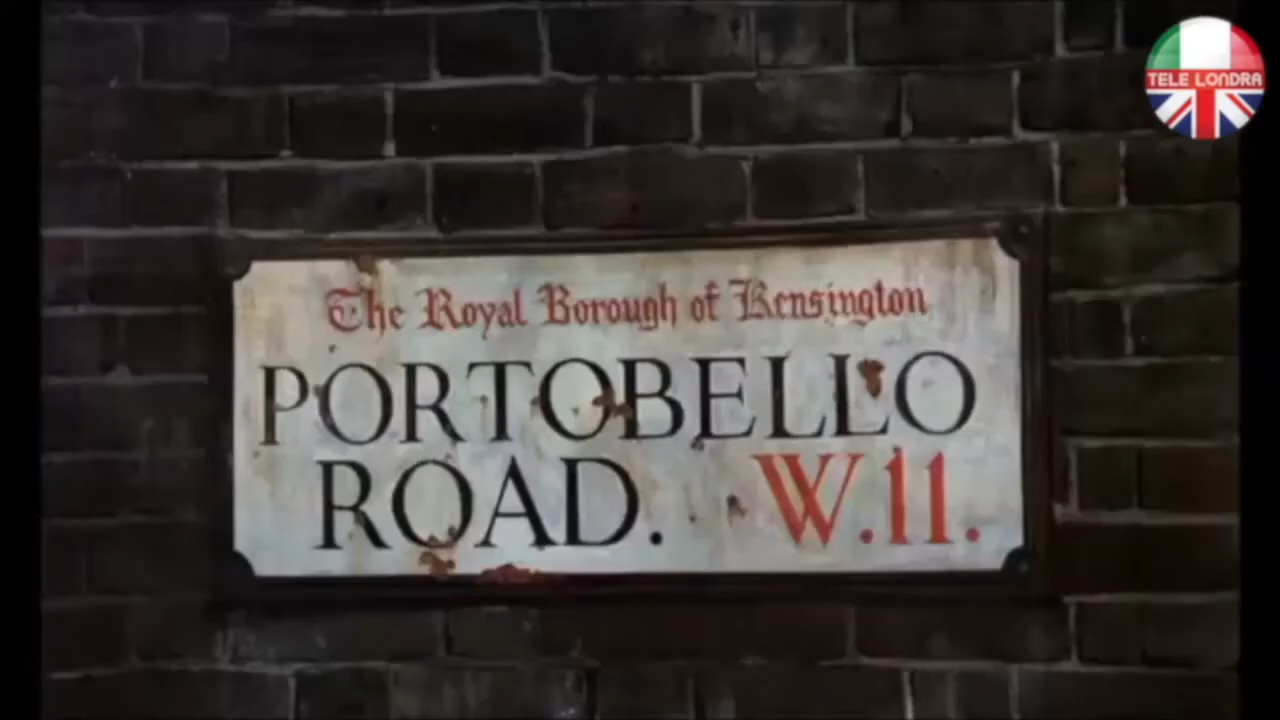 TELE LONDRA
The Royal Borough of Kensington
PORTOBELLO
ROAD. W.11.